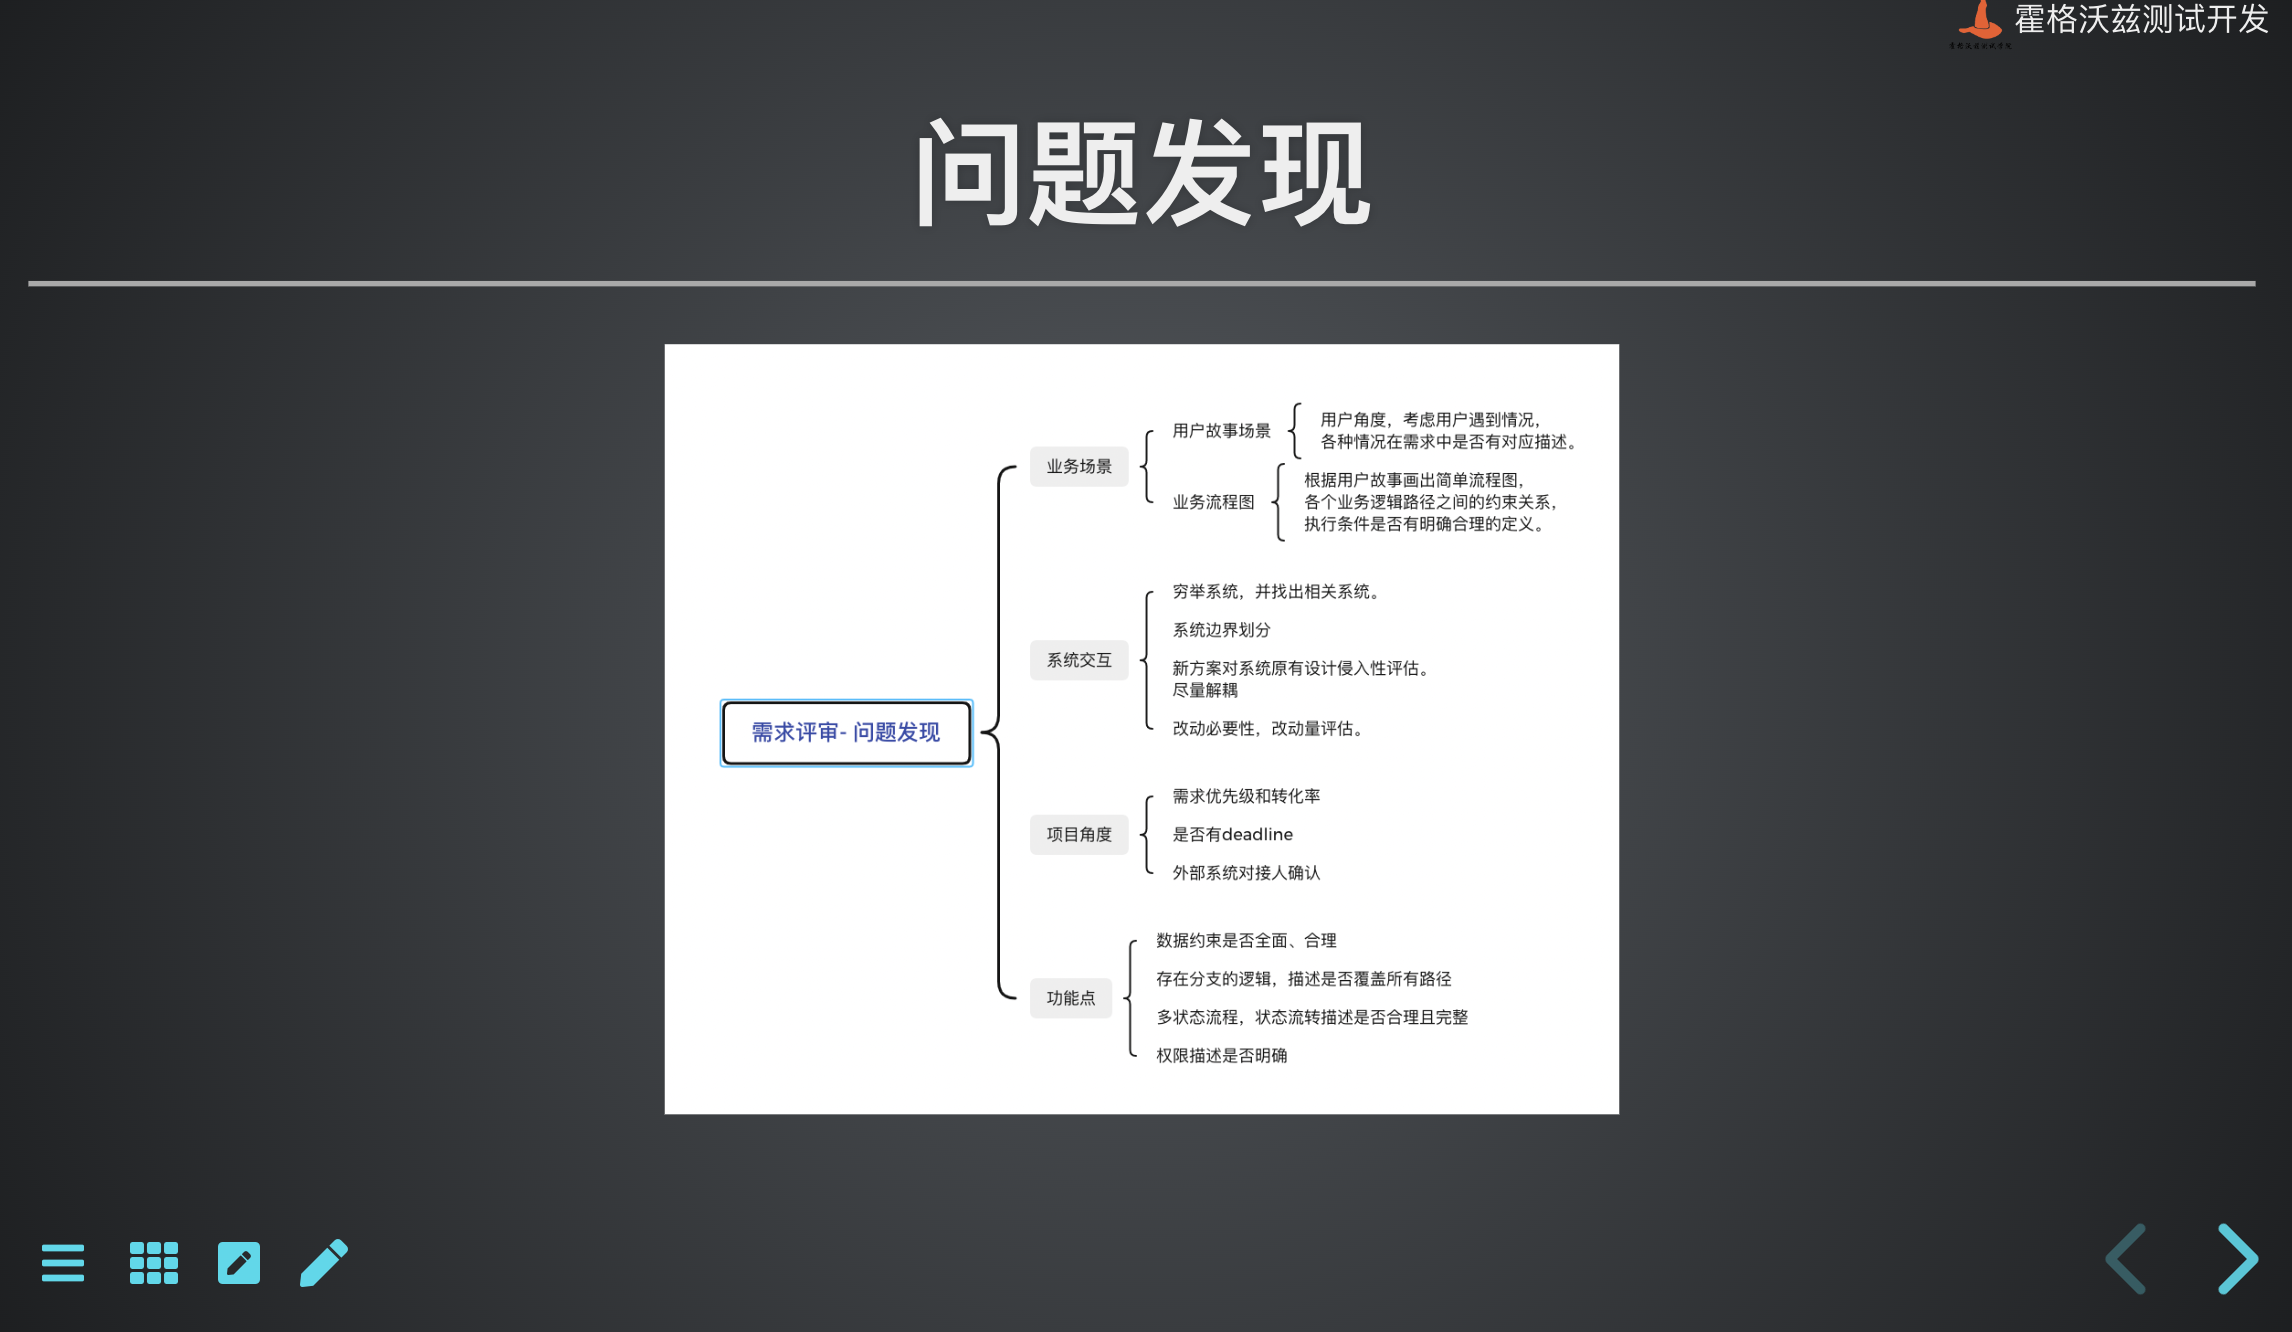 霍格沃兹测试开发
霍格沃兹测试学院
问题发现
需求评审- 问题发现
业务场景
用户故事场景
用户角度，考虑用户遇到情况，
各种情况在需求中是否有对应描述。
业务流程图
根据用户故事画出简单流程图，
各个业务逻辑路径之间的约束关系，
执行条件是否有明确合理的定义。
系统交互
穷举系统，并找出相关系统。
系统边界划分
新方案对系统原有设计侵入性评估。
尽量解耦
改动必要性，改动量评估。
项目角度
需求优先级和转化率
是否有deadline
外部系统对接人确认
功能点
数据约束是否全面、合理
存在分支的逻辑，描述是否覆盖所有路径
多状态流程，状态流转描述是否合理且完整
权限描述是否明确